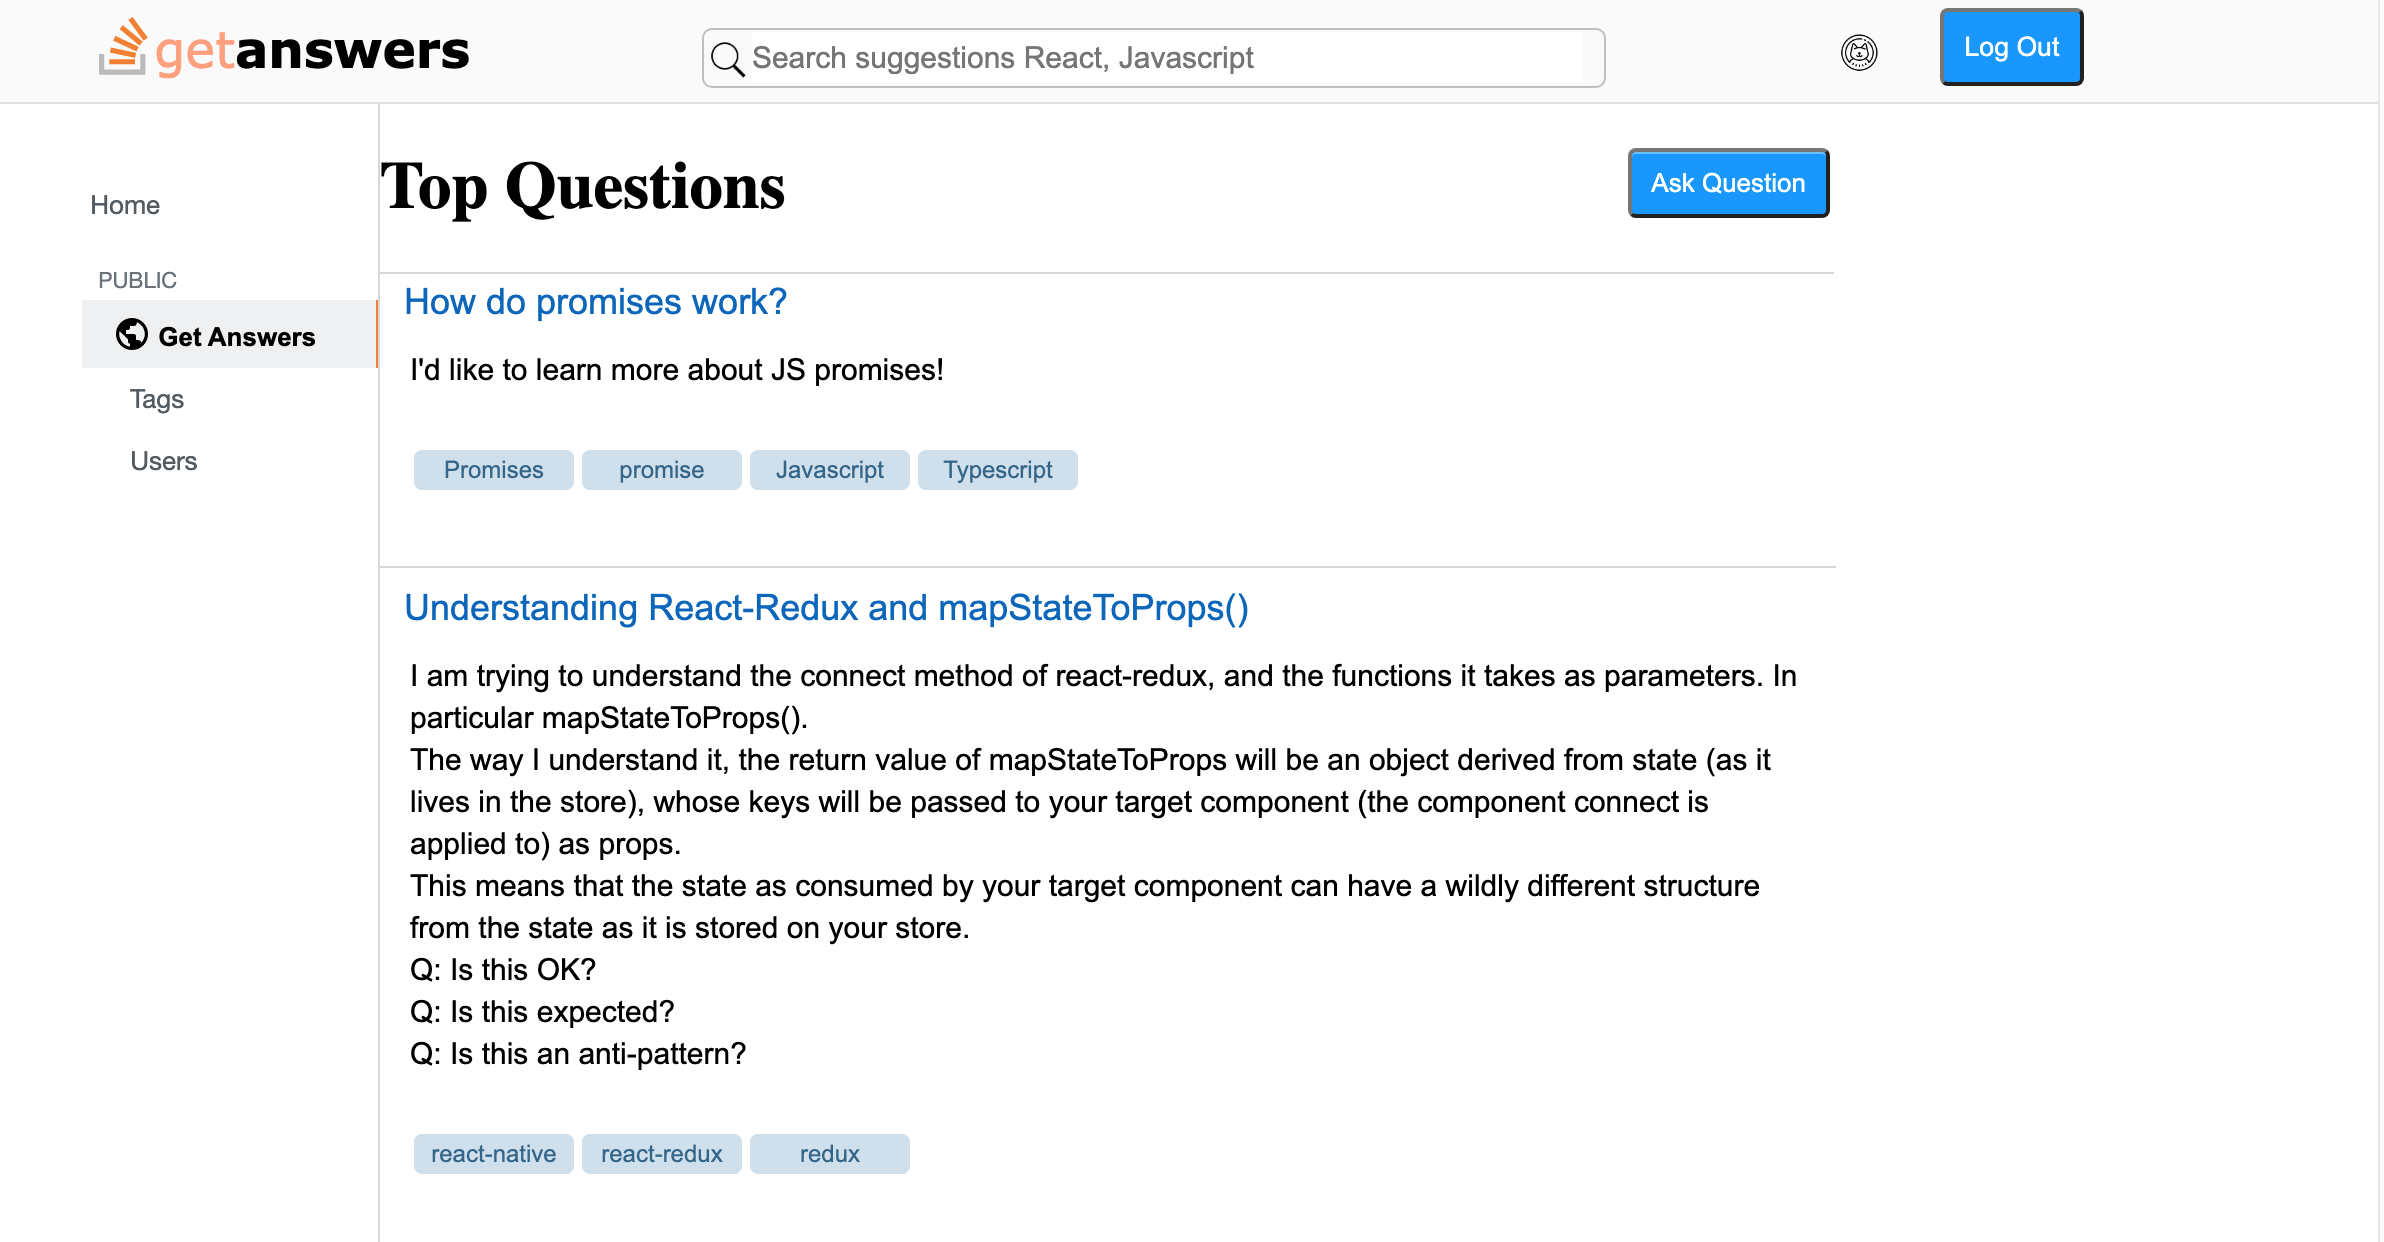 getanswers
Search suggestions React, Javascript
Log Out
Home
PUBLIC
Get Answers
Tags
Users
Top Questions
Ask Question
How do promises work?
I'd like to learn more about JS promises!
Promises promise Javascript Typescript
Understanding React-Redux and mapStateToProps()
I am trying to understand the connect method of react-redux, and the functions it takes as parameters. In
particular mapStateToProps().
The way I understand it, the return value of mapStateToProps will be an object derived from state (as it
lives in the store), whose keys will be passed to your target component (the component connect is
applied to) as props.
This means that the state as consumed by your target component can have a wildly different structure
from the state as it is stored on your store.
Q: Is this OK?
Q: Is this expected?
Q: Is this an anti-pattern?
react-native react-redux redux